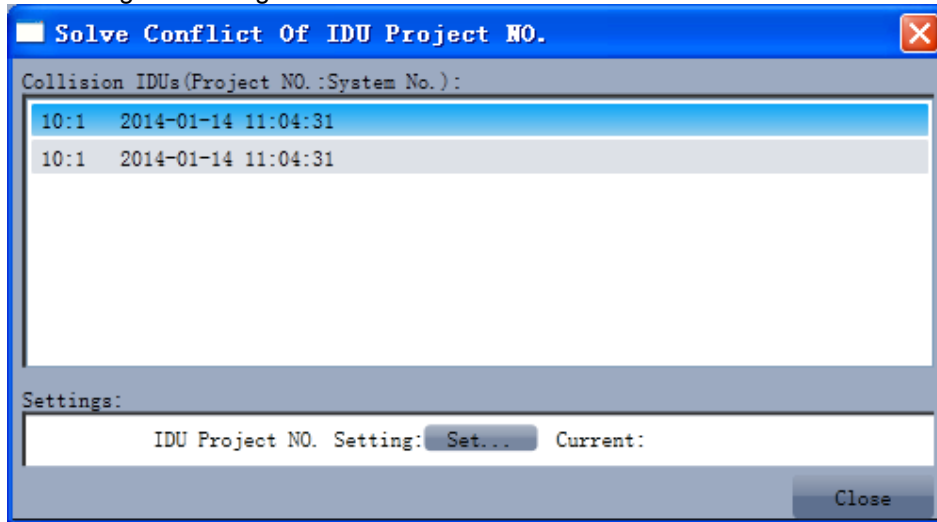 Solve Conflict Of IDU Project NO.
Collision IDUs(Project NO.:System No.):
10:1 2014-01-14 11:04:31
10:1 2014-01-14 11:04:31
Settings:
IDU Project NO. Setting: Set... Current:
Close